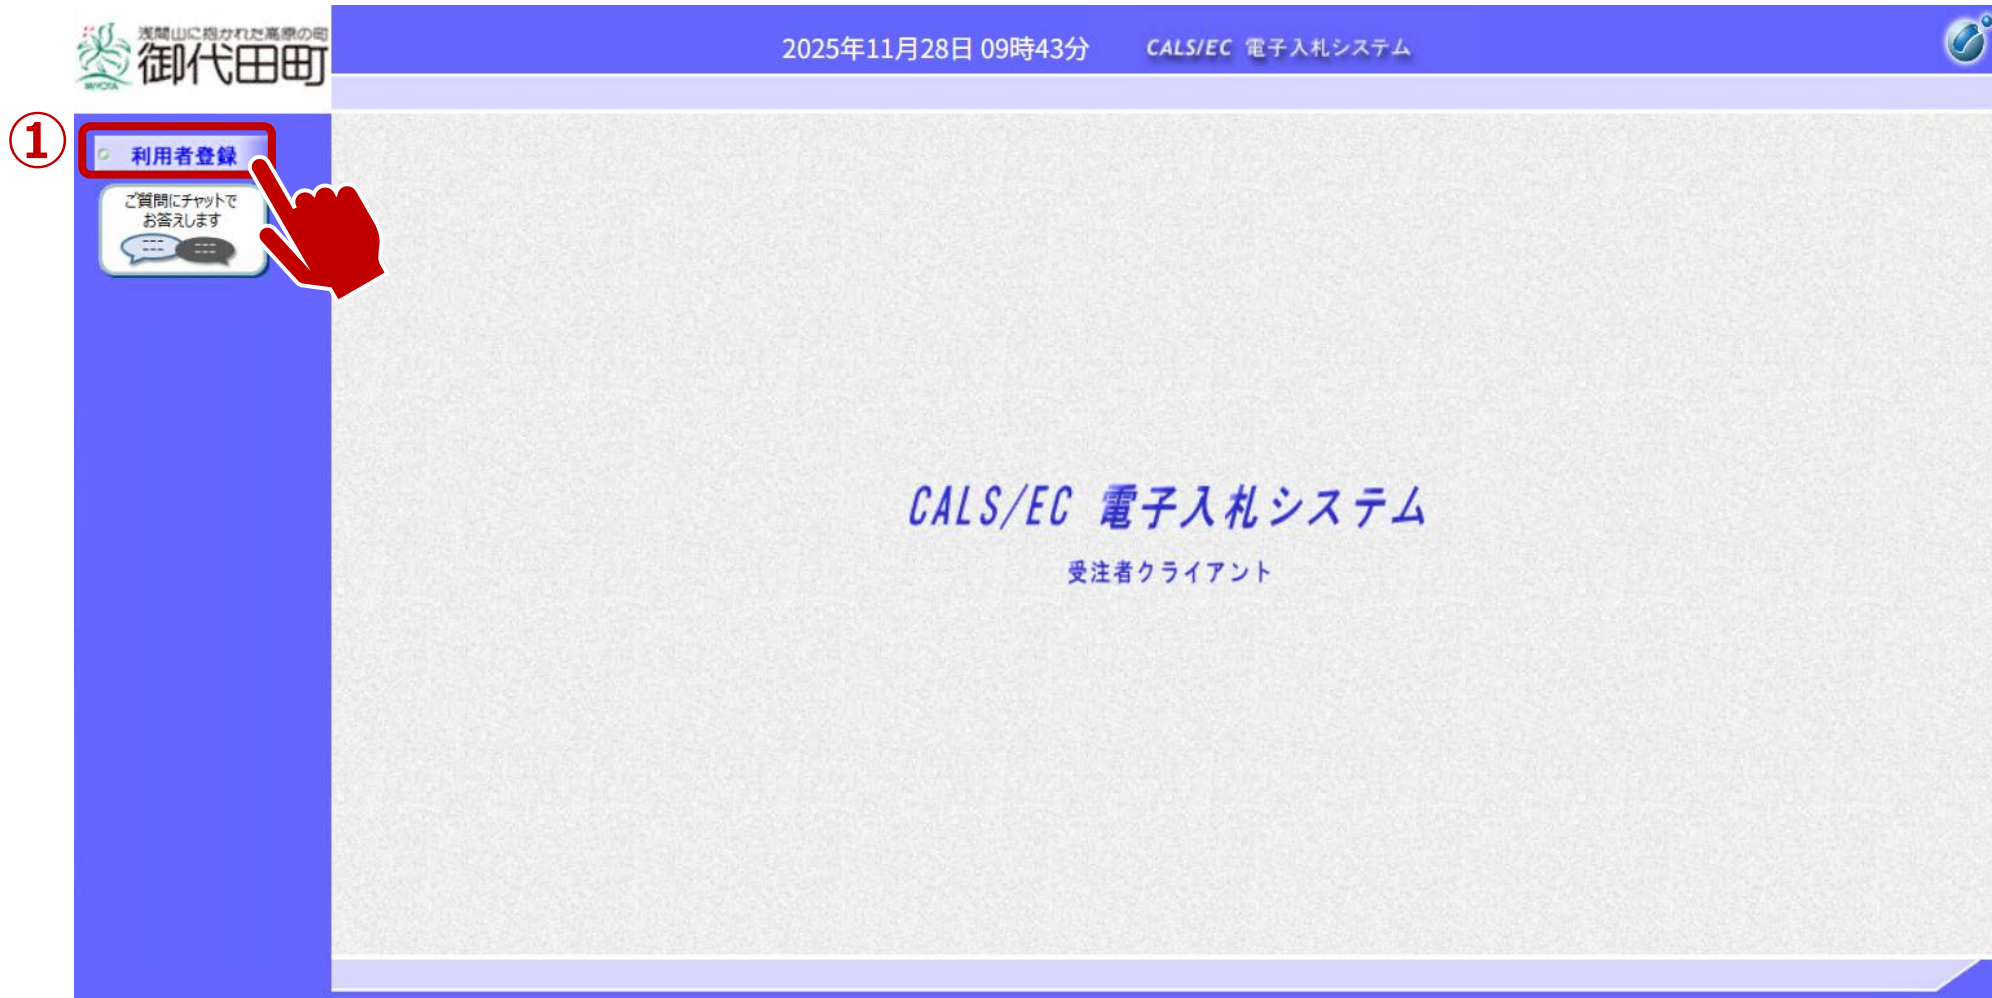 浅間山に抱かれた高原の町
御代田町
MIYOTA
2025年11月28日 09時43分
CALS/EC 電子入札システム
①
利用者登録
ご質問にチャットで
お答えします
CALS/EC 電子入札システム
受注者クライアント